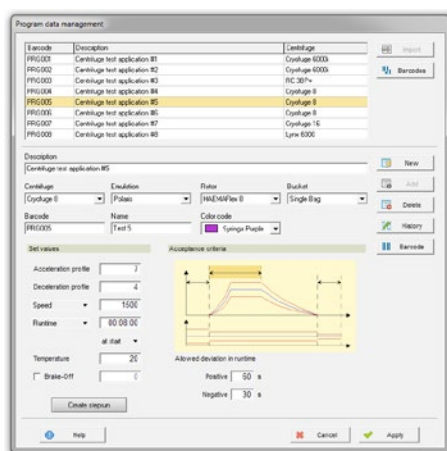 Program data management
Barcode Description Centrifuge
PRG001 Centrifuge test application #1 Cryofuge 6000i
PRG002 Centrifuge test application #2 Cryofuge 6000i
PRG003 Centrifuge test application #3 RC 3BP+
PRG004 Centrifuge test application #4 Cryofuge 8
PRG005 Centrifuge test application #5 Cryofuge 8
PRG006 Centrifuge test application #6 Cryofuge 8
PRG007 Centrifuge test application #7 Cryofuge 16
PRG008 Centrifuge test application #8 Lynx 6000
Import
Barcodes
Description
Centrifuge test application #5
Centrifuge Emulation Rotor Bucket
Cryofuge 8 Polaris HAEMAFlex 8 Single Bag
Barcode Name Color code
PRG005 Test 5 Syringa Purple
New
Add
Delete
History
Barcode
Set values
Acceleration profile 7
Deceleration profile 4
Speed 1500
Runtime 00:08:00
at start
Temperature 20
Brake-Off 0
Create steprun
Acceptance criteria
Allowed deviation in runtime
Positive 60 s
Negative 30 s
Help Cancel Apply